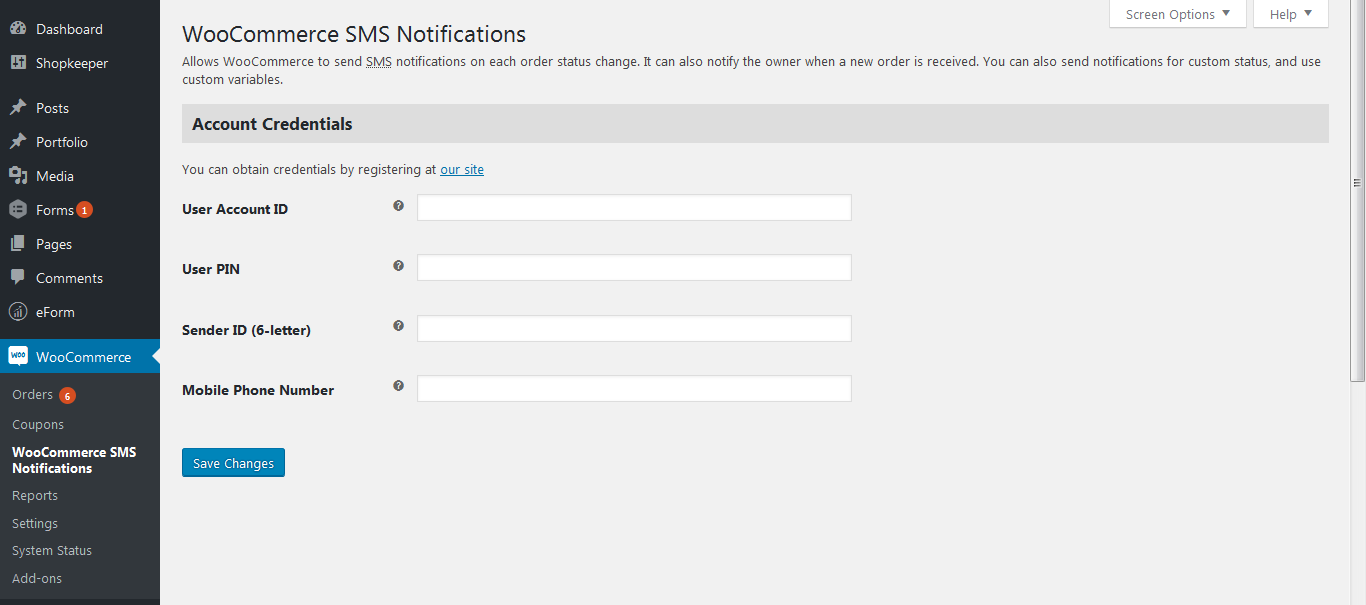 Dashboard
Shopkeeper
Posts
Portfolio
Media
Forms 1
Pages
Comments
eForm
woo WooCommerce
Orders 6
Coupons
WooCommerce SMS
Notifications
Reports
Settings
System Status
Add-ons
Screen Options ▼
Help ▼
WooCommerce SMS Notifications
Allows WooCommerce to send SMS notifications on each order status change. It can also notify the owner when a new order is received. You can also send notifications for custom status, and use
custom variables.
Account Credentials
You can obtain credentials by registering at our site
User Account ID ?
User PIN ?
Sender ID (6-letter) ?
Mobile Phone Number ?
Save Changes